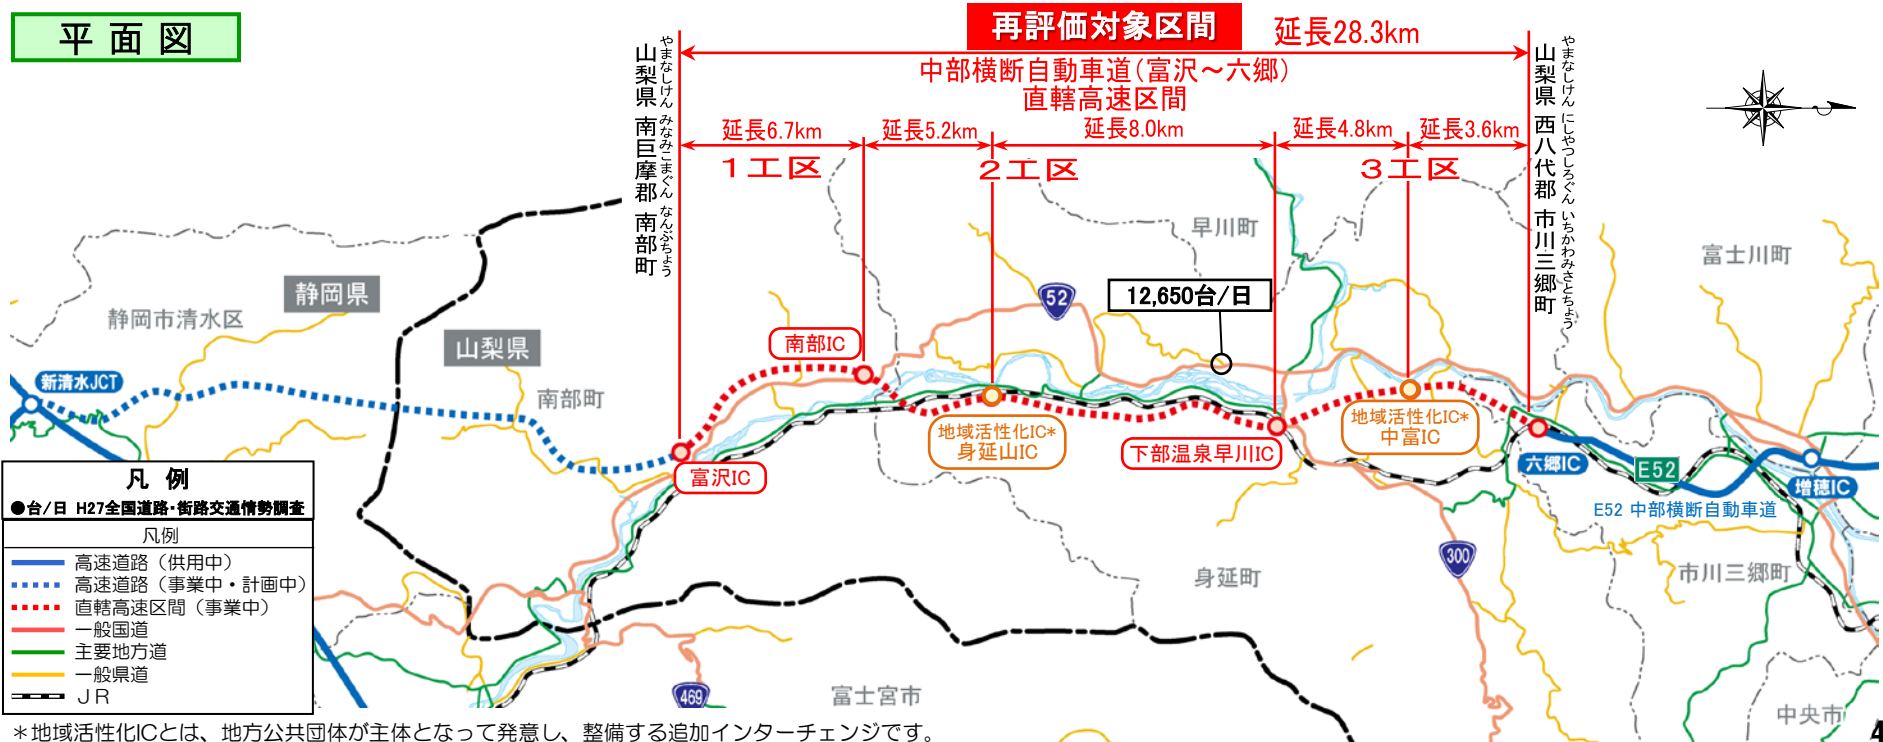 平面図
再評価対象区間
延長28.3km
中部横断自動車道(富沢～六郷)
直轄高速区間
延長6.7km
延長5.2km
延長8.0km
延長4.8km
延長3.6km
1工区
2工区
3工区
山梨県 南巨摩郡 南部町
やまなしけん みなみこまぐん なんぶちょう
山梨県 西八代郡 市川三郷町
やまなしけん にしやつしろぐん いちかわみさとちょう
早川町
富士川町
静岡県
静岡市清水区
山梨県
52
12,650台/日
南部IC
新清水JCT
南部町
地域活性化IC*
身延山IC
地域活性化IC*
中富IC
下部温泉早川IC
富沢IC
六郷IC
E52
増穂IC
E52 中部横断自動車道
300
身延町
市川三郷町
469
富士宮市
中央市
凡例
●台/日 H27全国道路・街路交通情勢調査
凡例
高速道路（供用中）
高速道路（事業中・計画中）
直轄高速区間（事業中）
一般国道
主要地方道
一般県道
ＪＲ
＊地域活性化ICとは、地方公共団体が主体となって発意し、整備する追加インターチェンジです。
4